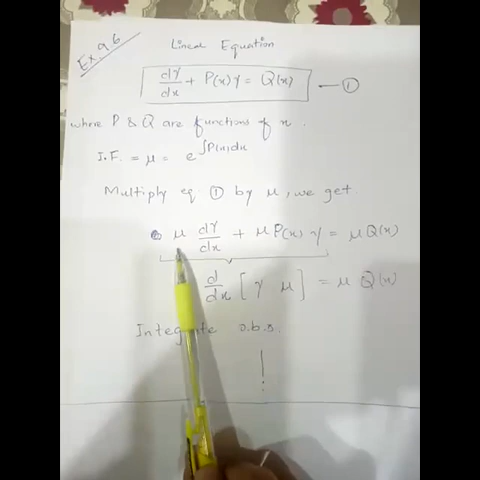 Ex 9.6
Linear Equation
dy/dx + P(x)y = Q(x) — ①
where P & Q are functions of x.
I.F. = μ = e^∫P(x)dx
Multiply eq ① by μ, we get.
μ dy/dx + μ P(x) y = μ Q(x)
d/dx [ y μ ] = μ Q(x)
Integrate o.b.s.